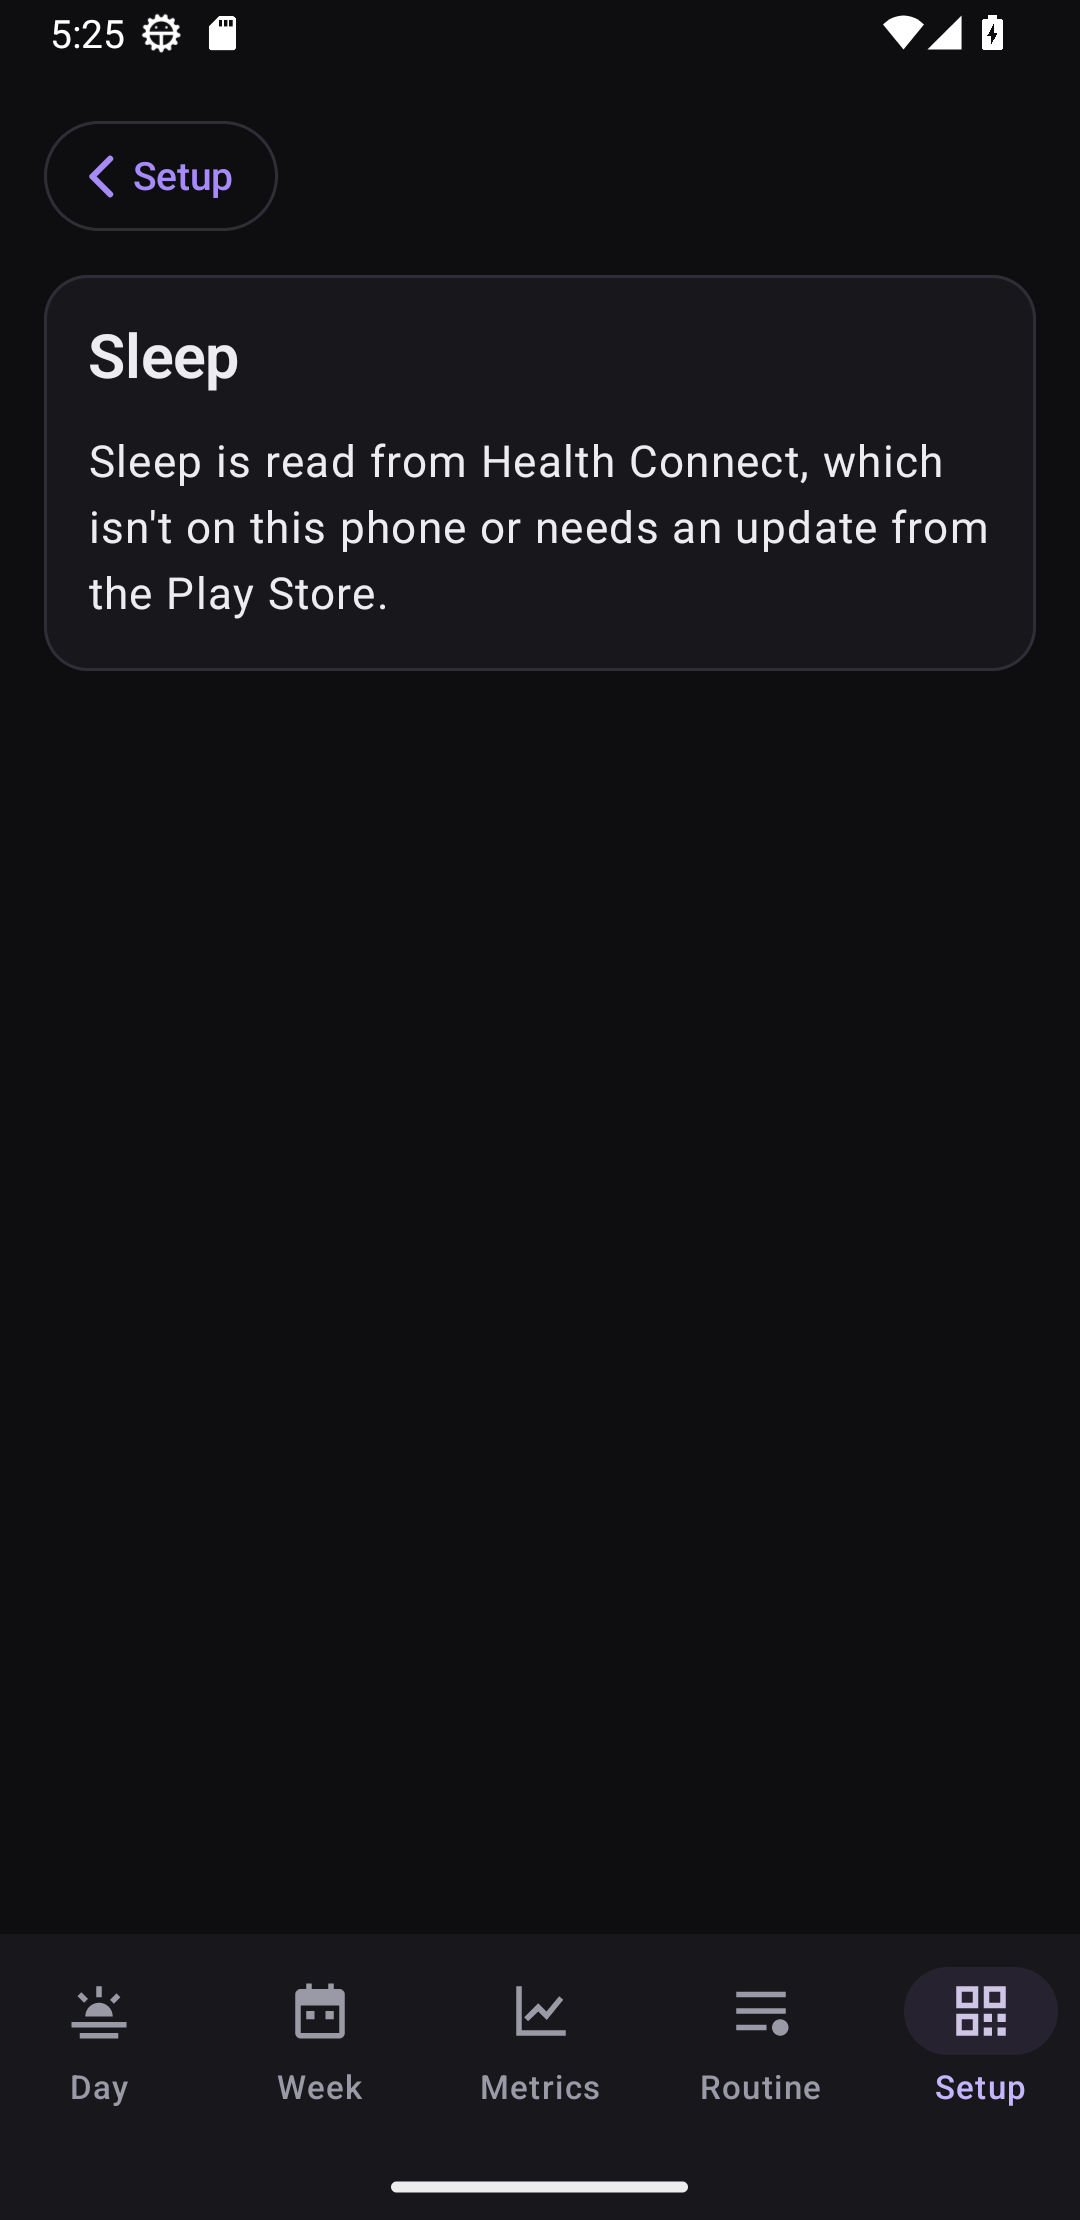 5:25
Setup
Sleep
Sleep is read from Health Connect, which
isn't on this phone or needs an update from
the Play Store.
Day
Week
Metrics
Routine
Setup